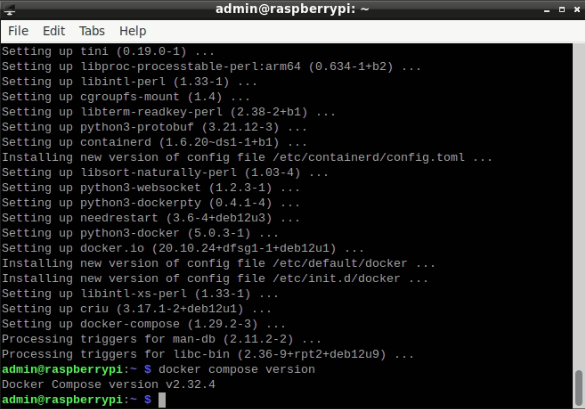 admin@raspberrypi: ~
File Edit Tabs Help
Setting up tini (0.19.0-1) ...
Setting up libproc-processtable-perl:arm64 (0.634-1+b2) ...
Setting up libintl-perl (1.33-1) ...
Setting up cgroupfs-mount (1.4) ...
Setting up libterm-readkey-perl (2.38-2+b1) ...
Setting up python3-protobuf (3.21.12-3) ...
Setting up containerd (1.6.20~ds1-1+b1) ...
Installing new version of config file /etc/containerd/config.toml ...
Setting up libsort-naturally-perl (1.03-4) ...
Setting up python3-websocket (1.2.3-1) ...
Setting up python3-dockerpty (0.4.1-4) ...
Setting up needrestart (3.6-4+deb12u3) ...
Setting up python3-docker (5.0.3-1) ...
Setting up docker.io (20.10.24+dfsg1-1+deb12u1) ...
Installing new version of config file /etc/default/docker ...
Installing new version of config file /etc/init.d/docker ...
Setting up libintl-xs-perl (1.33-1) ...
Setting up criu (3.17.1-2+deb12u1) ...
Setting up docker-compose (1.29.2-3) ...
Processing triggers for man-db (2.11.2-2) ...
Processing triggers for libc-bin (2.36-9+rpt2+deb12u9) ...
admin@raspberrypi:~ $ docker compose version
Docker Compose version v2.32.4
admin@raspberrypi:~ $